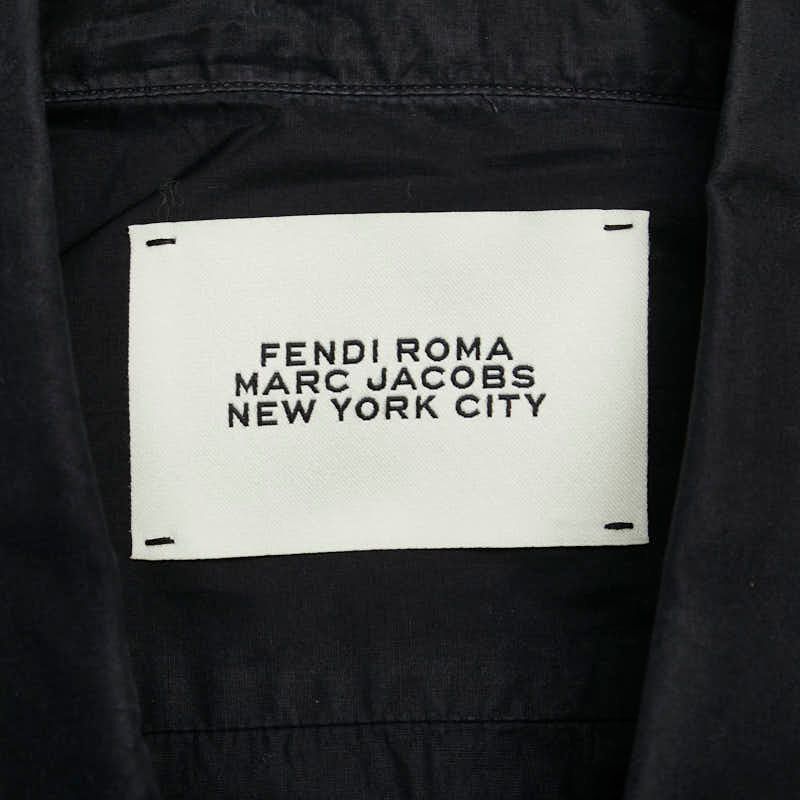 FENDI ROMA
MARC JACOBS
NEW YORK CITY